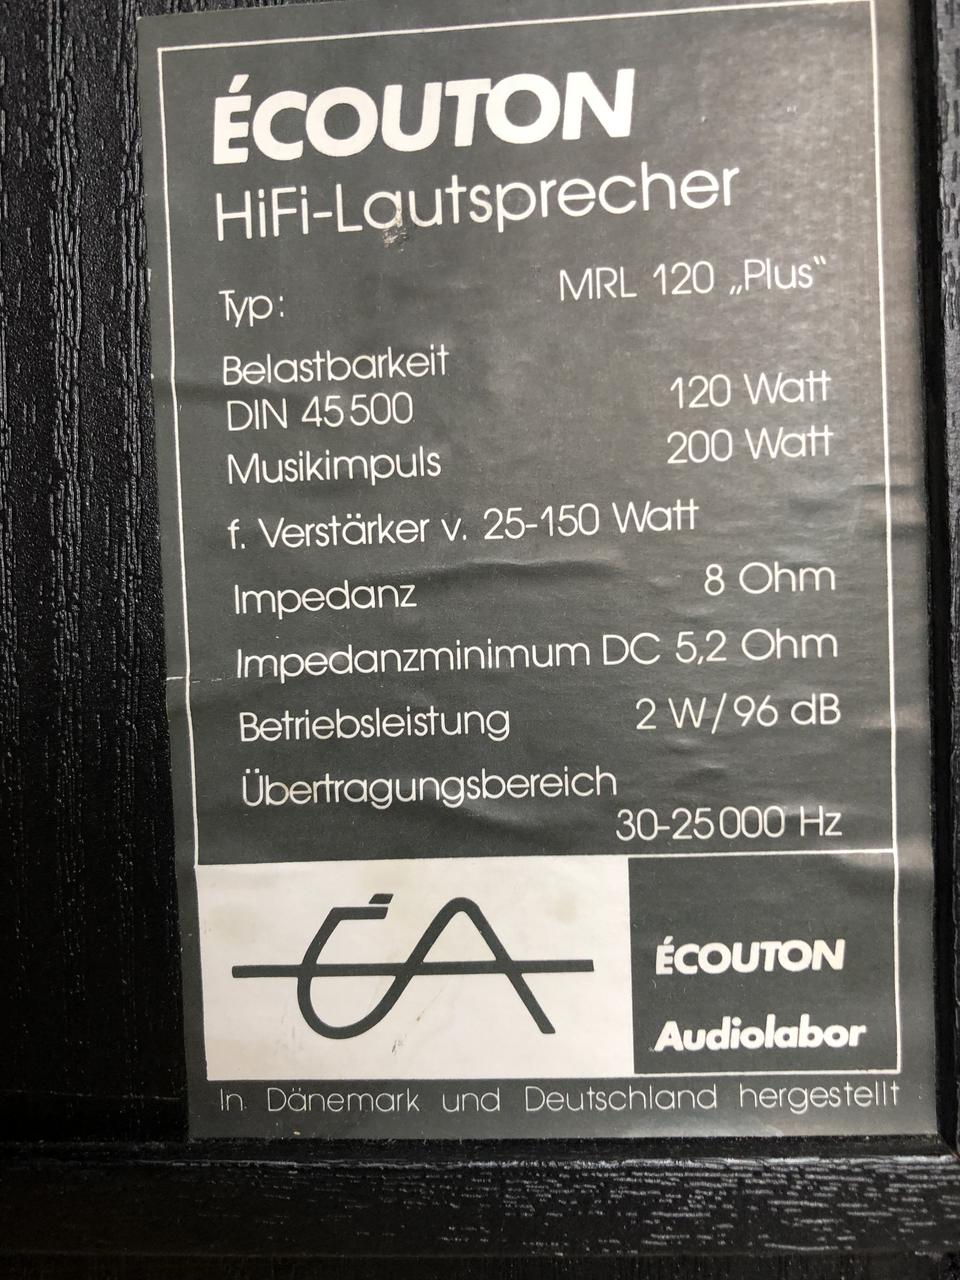 ÉCOUTON
HiFi-Lautsprecher
Typ: MRL 120 „Plus“
Belastbarkeit
DIN 45 500 120 Watt
Musikimpuls 200 Watt
f. Verstärker v. 25-150 Watt
Impedanz 8 Ohm
Impedanzminimum DC 5,2 Ohm
Betriebsleistung 2 W/96 dB
Übertragungsbereich
30-25 000 Hz
ÉA
ÉCOUTON
Audiolabor
In Dänemark und Deutschland hergestellt